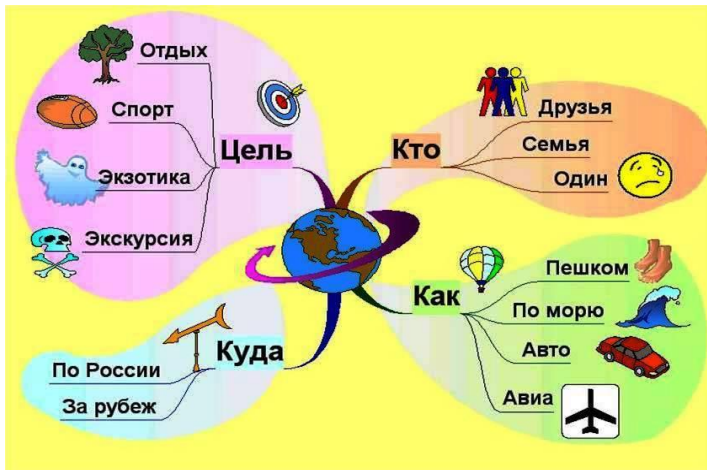 Цель
Отдых
Спорт
Экзотика
Экскурсия
Кто
Друзья
Семья
Один
Как
Пешком
По морю
Авто
Авиа
Куда
По России
За рубеж